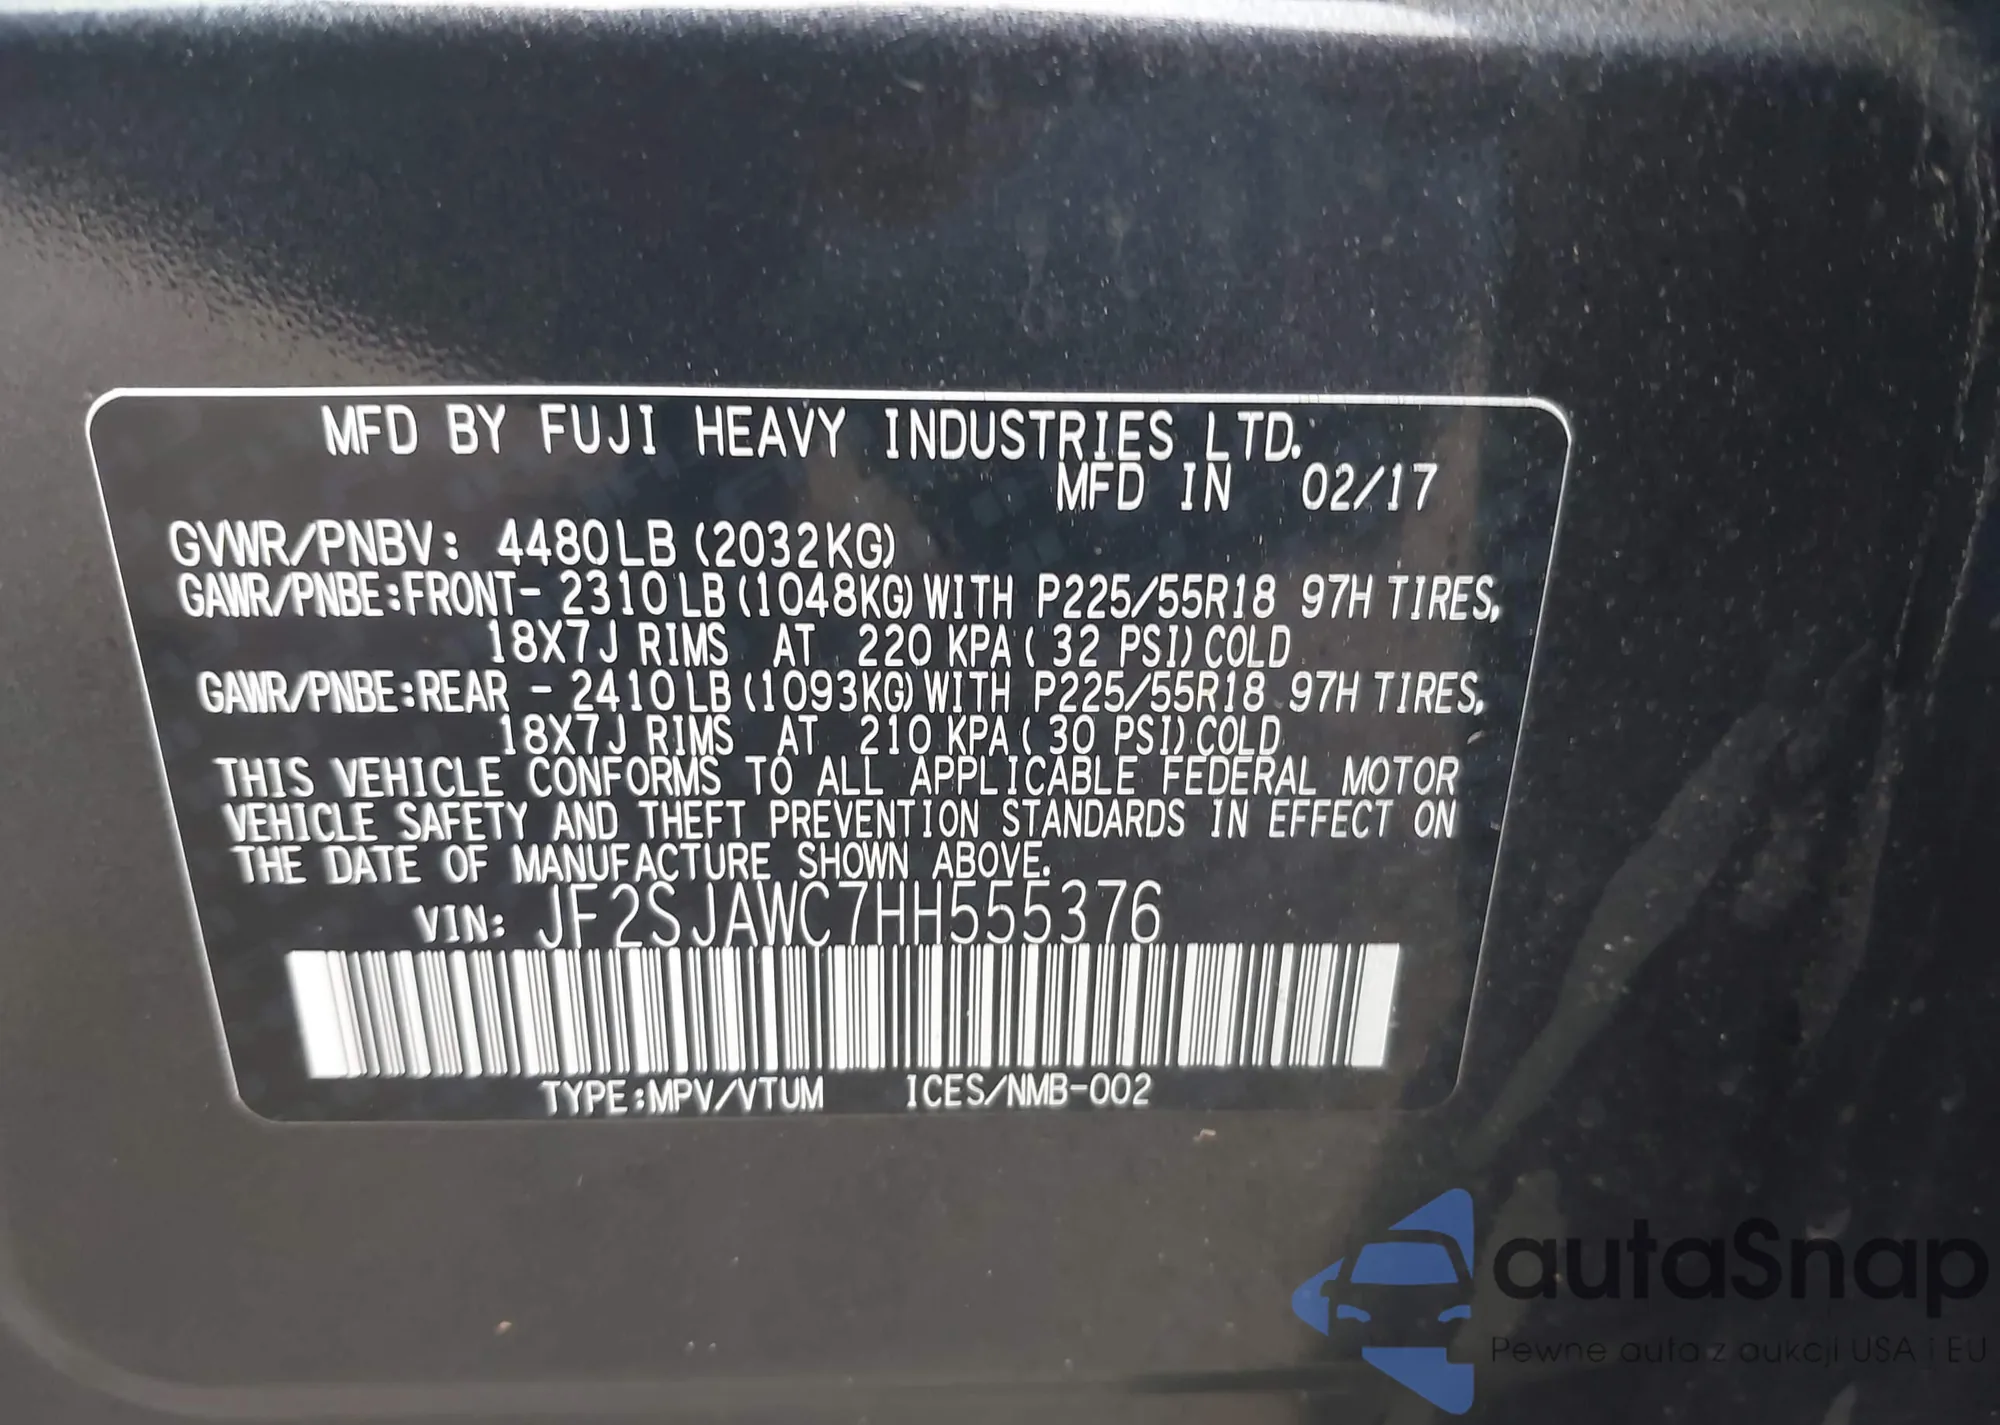 MFD BY FUJI HEAVY INDUSTRIES LTD.
MFD IN 02/17
GVWR/PNBV: 4480LB (2032KG)
GAWR/PNBE:FRONT- 2310LB (1048KG) WITH P225/55R18 97H TIRES,
18X7J RIMS AT 220 KPA ( 32 PSI) COLD
GAWR/PNBE:REAR - 2410LB (1093KG) WITH P225/55R18 97H TIRES,
18X7J RIMS AT 210 KPA ( 30 PSI) COLD
THIS VEHICLE CONFORMS TO ALL APPLICABLE FEDERAL MOTOR
VEHICLE SAFETY AND THEFT PREVENTION STANDARDS IN EFFECT ON
THE DATE OF MANUFACTURE SHOWN ABOVE.
VIN: JF2SJAWC7HH555376
TYPE:MPV/VTUM ICES/NMB-002
autaSnap
Pewne auta z aukcji USA i EU